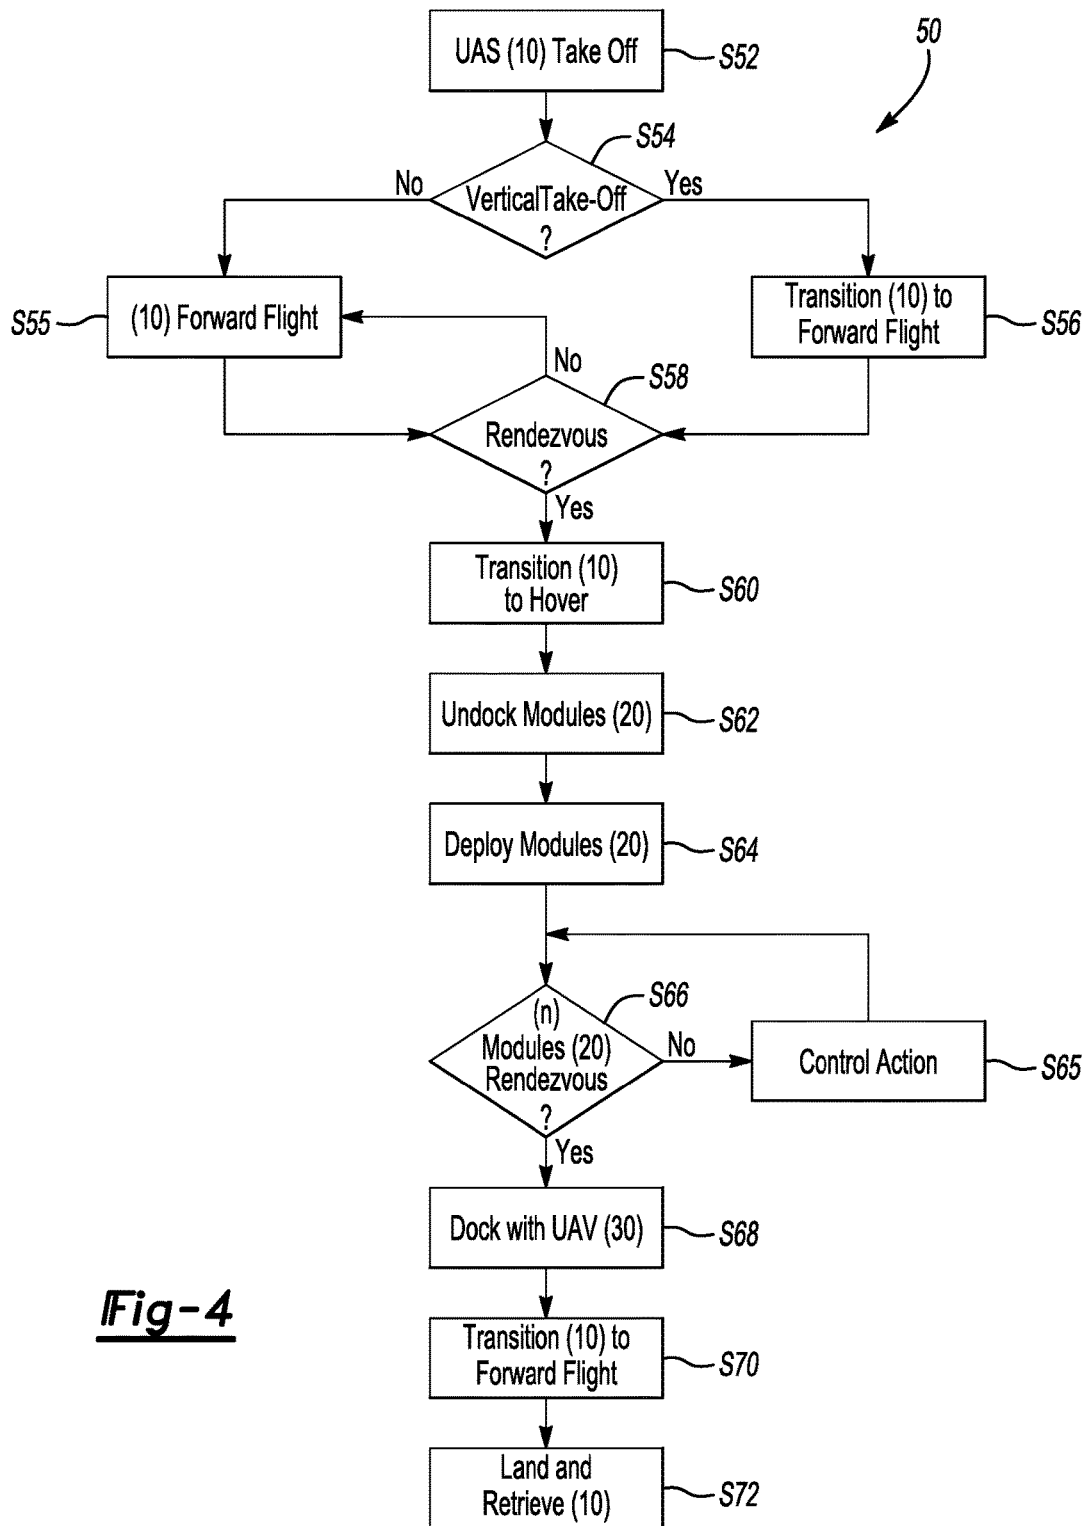 UAS (10) Take Off
S52
50
S54
No
VerticalTake-Off
?
Yes
S55
(10) Forward Flight
Transition (10) to
Forward Flight
S56
No
S58
Rendezvous
?
Yes
Transition (10)
to Hover
S60
Undock Modules (20)
S62
Deploy Modules (20)
S64
S66
(n)
Modules (20)
Rendezvous
?
No
Control Action
S65
Yes
Dock with UAV (30)
S68
Fig-4
Transition (10) to
Forward Flight
S70
Land and
Retrieve (10)
S72